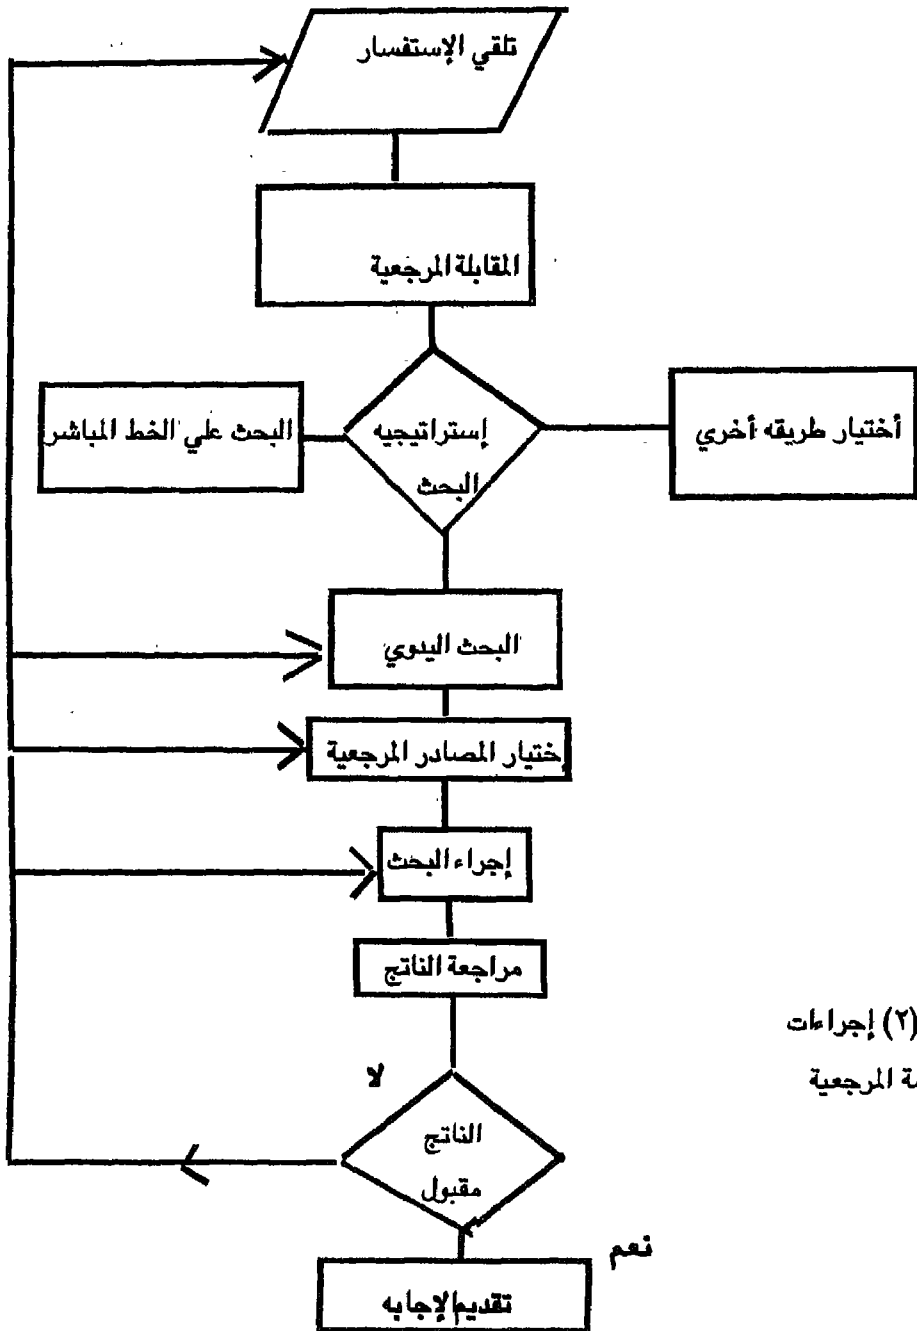 تلقي الإستفسار
المقابلة المرجعية
أختيار طريقه أخري
إستراتيجيه
البحث
البحث علي الخط المباشر
البحث اليدوي
إختيار المصادر المرجعية
إجراء البحث
مراجعة الناتج
(٢) إجراءات
المرجعية
لا
الناتج
مقبول
نعم
تقديم الإجابه